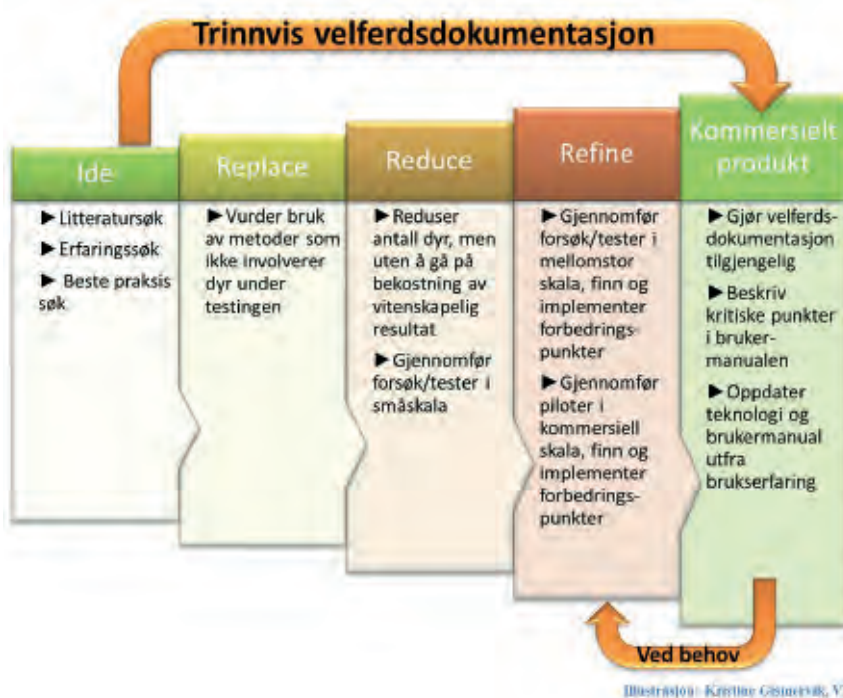 Trinnvis velferdsdokumentasjon
Ide
► Litteratursøk
► Erfaringssøk
► Beste praksis
søk
Replace
► Vurder bruk
av metoder som
ikke involverer
dyr under
testingen
Reduce
► Reduser
antall dyr, men
uten å gå på
bekostning av
vitenskapelig
resultat
► Gjennomfør
forsøk/tester i
småskala
Refine
► Gjennomfør
forsøk/tester i
mellomstor
skala, finn og
implementer
forbedrings-
punkter
► Gjennomfør
piloter i
kommersiell
skala, finn og
implementer
forbedrings-
punkter
Kommersielt
produkt
► Gjør velferds-
dokumentasjon
tilgjengelig
► Beskriv
kritiske punkter
i bruker-
manualen
► Oppdater
teknologi og
brukermanual
utfra
brukserfaring
Ved behov
Illustrasjon: Kristine Gismervik, V